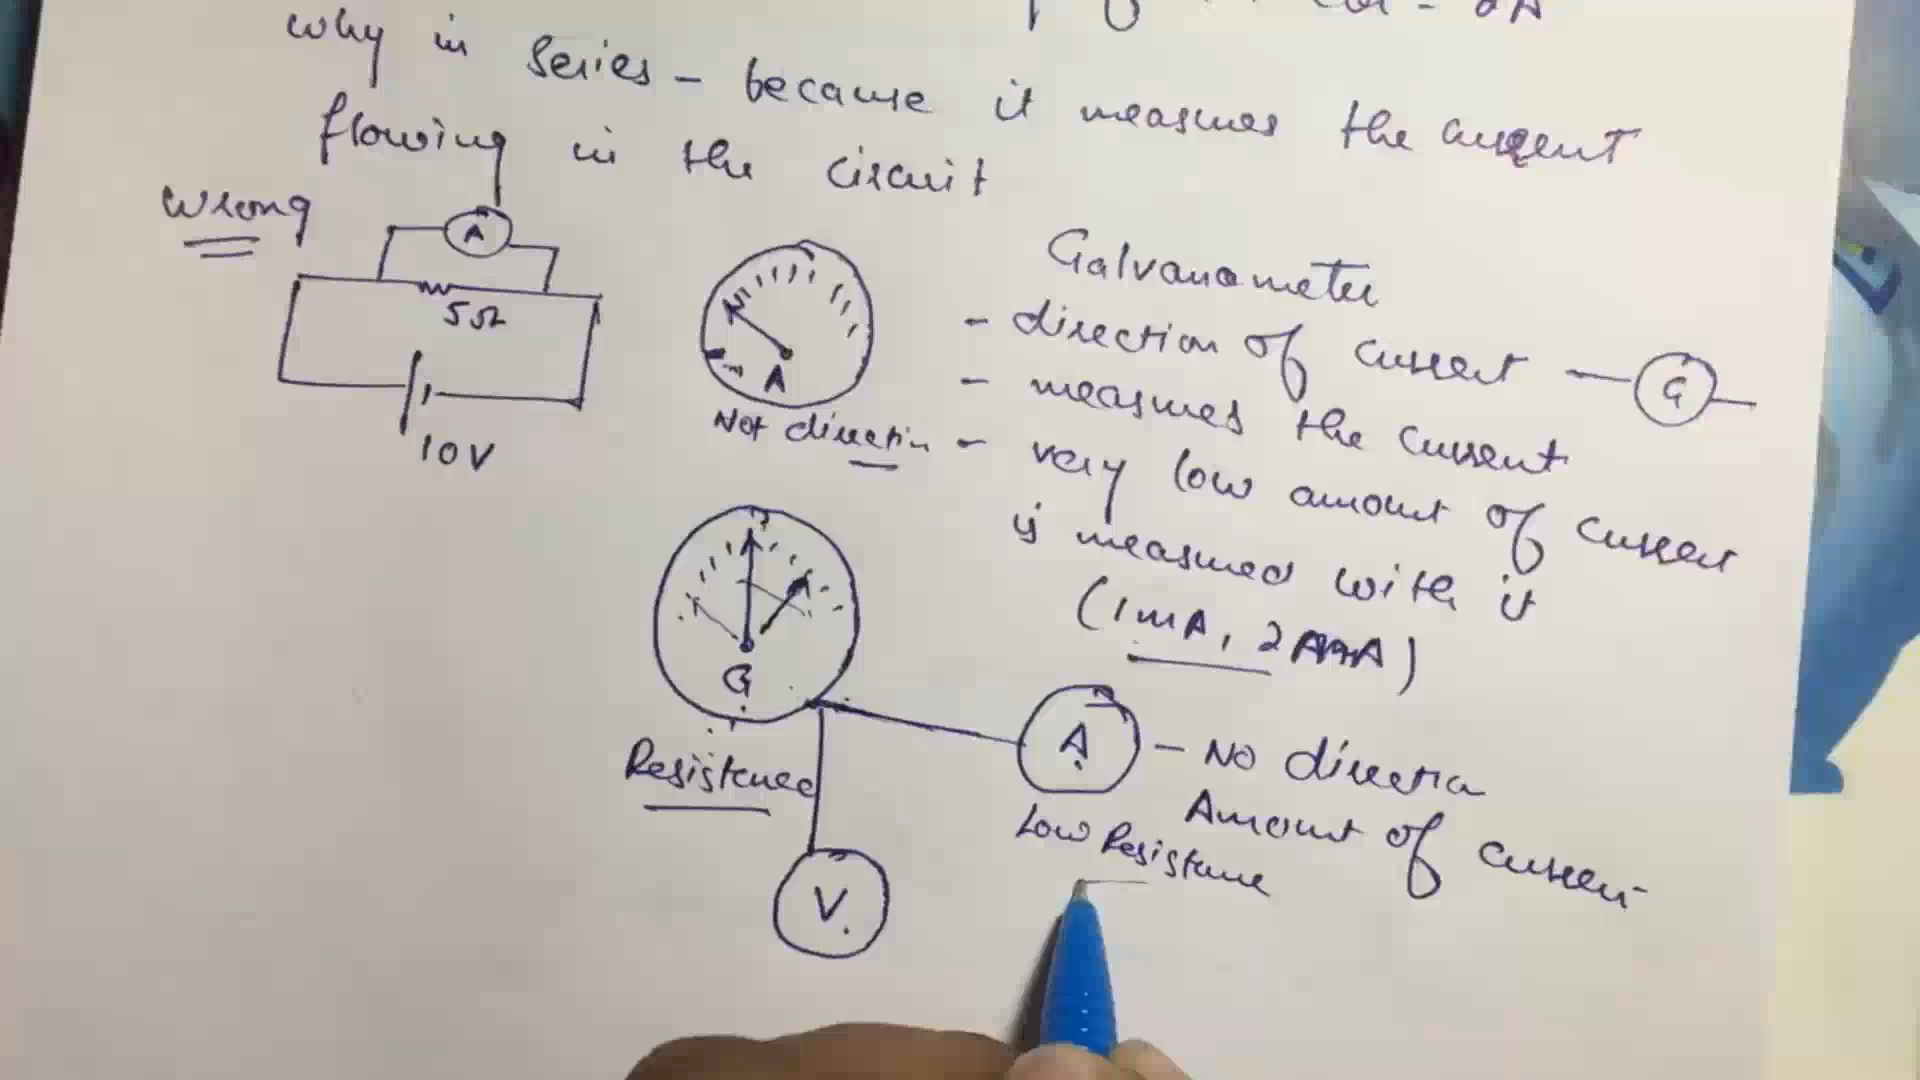 why in series - because it measures the current
flowing in the circuit
wrong
A
5Ω
10V
A
Not direction
Galvanometer
- direction of current
G
- measures the current
- very low amount of current
is measured with it
(1mA,
G
Resistance
A
- No direction
Amount of current
Low Resistance
V